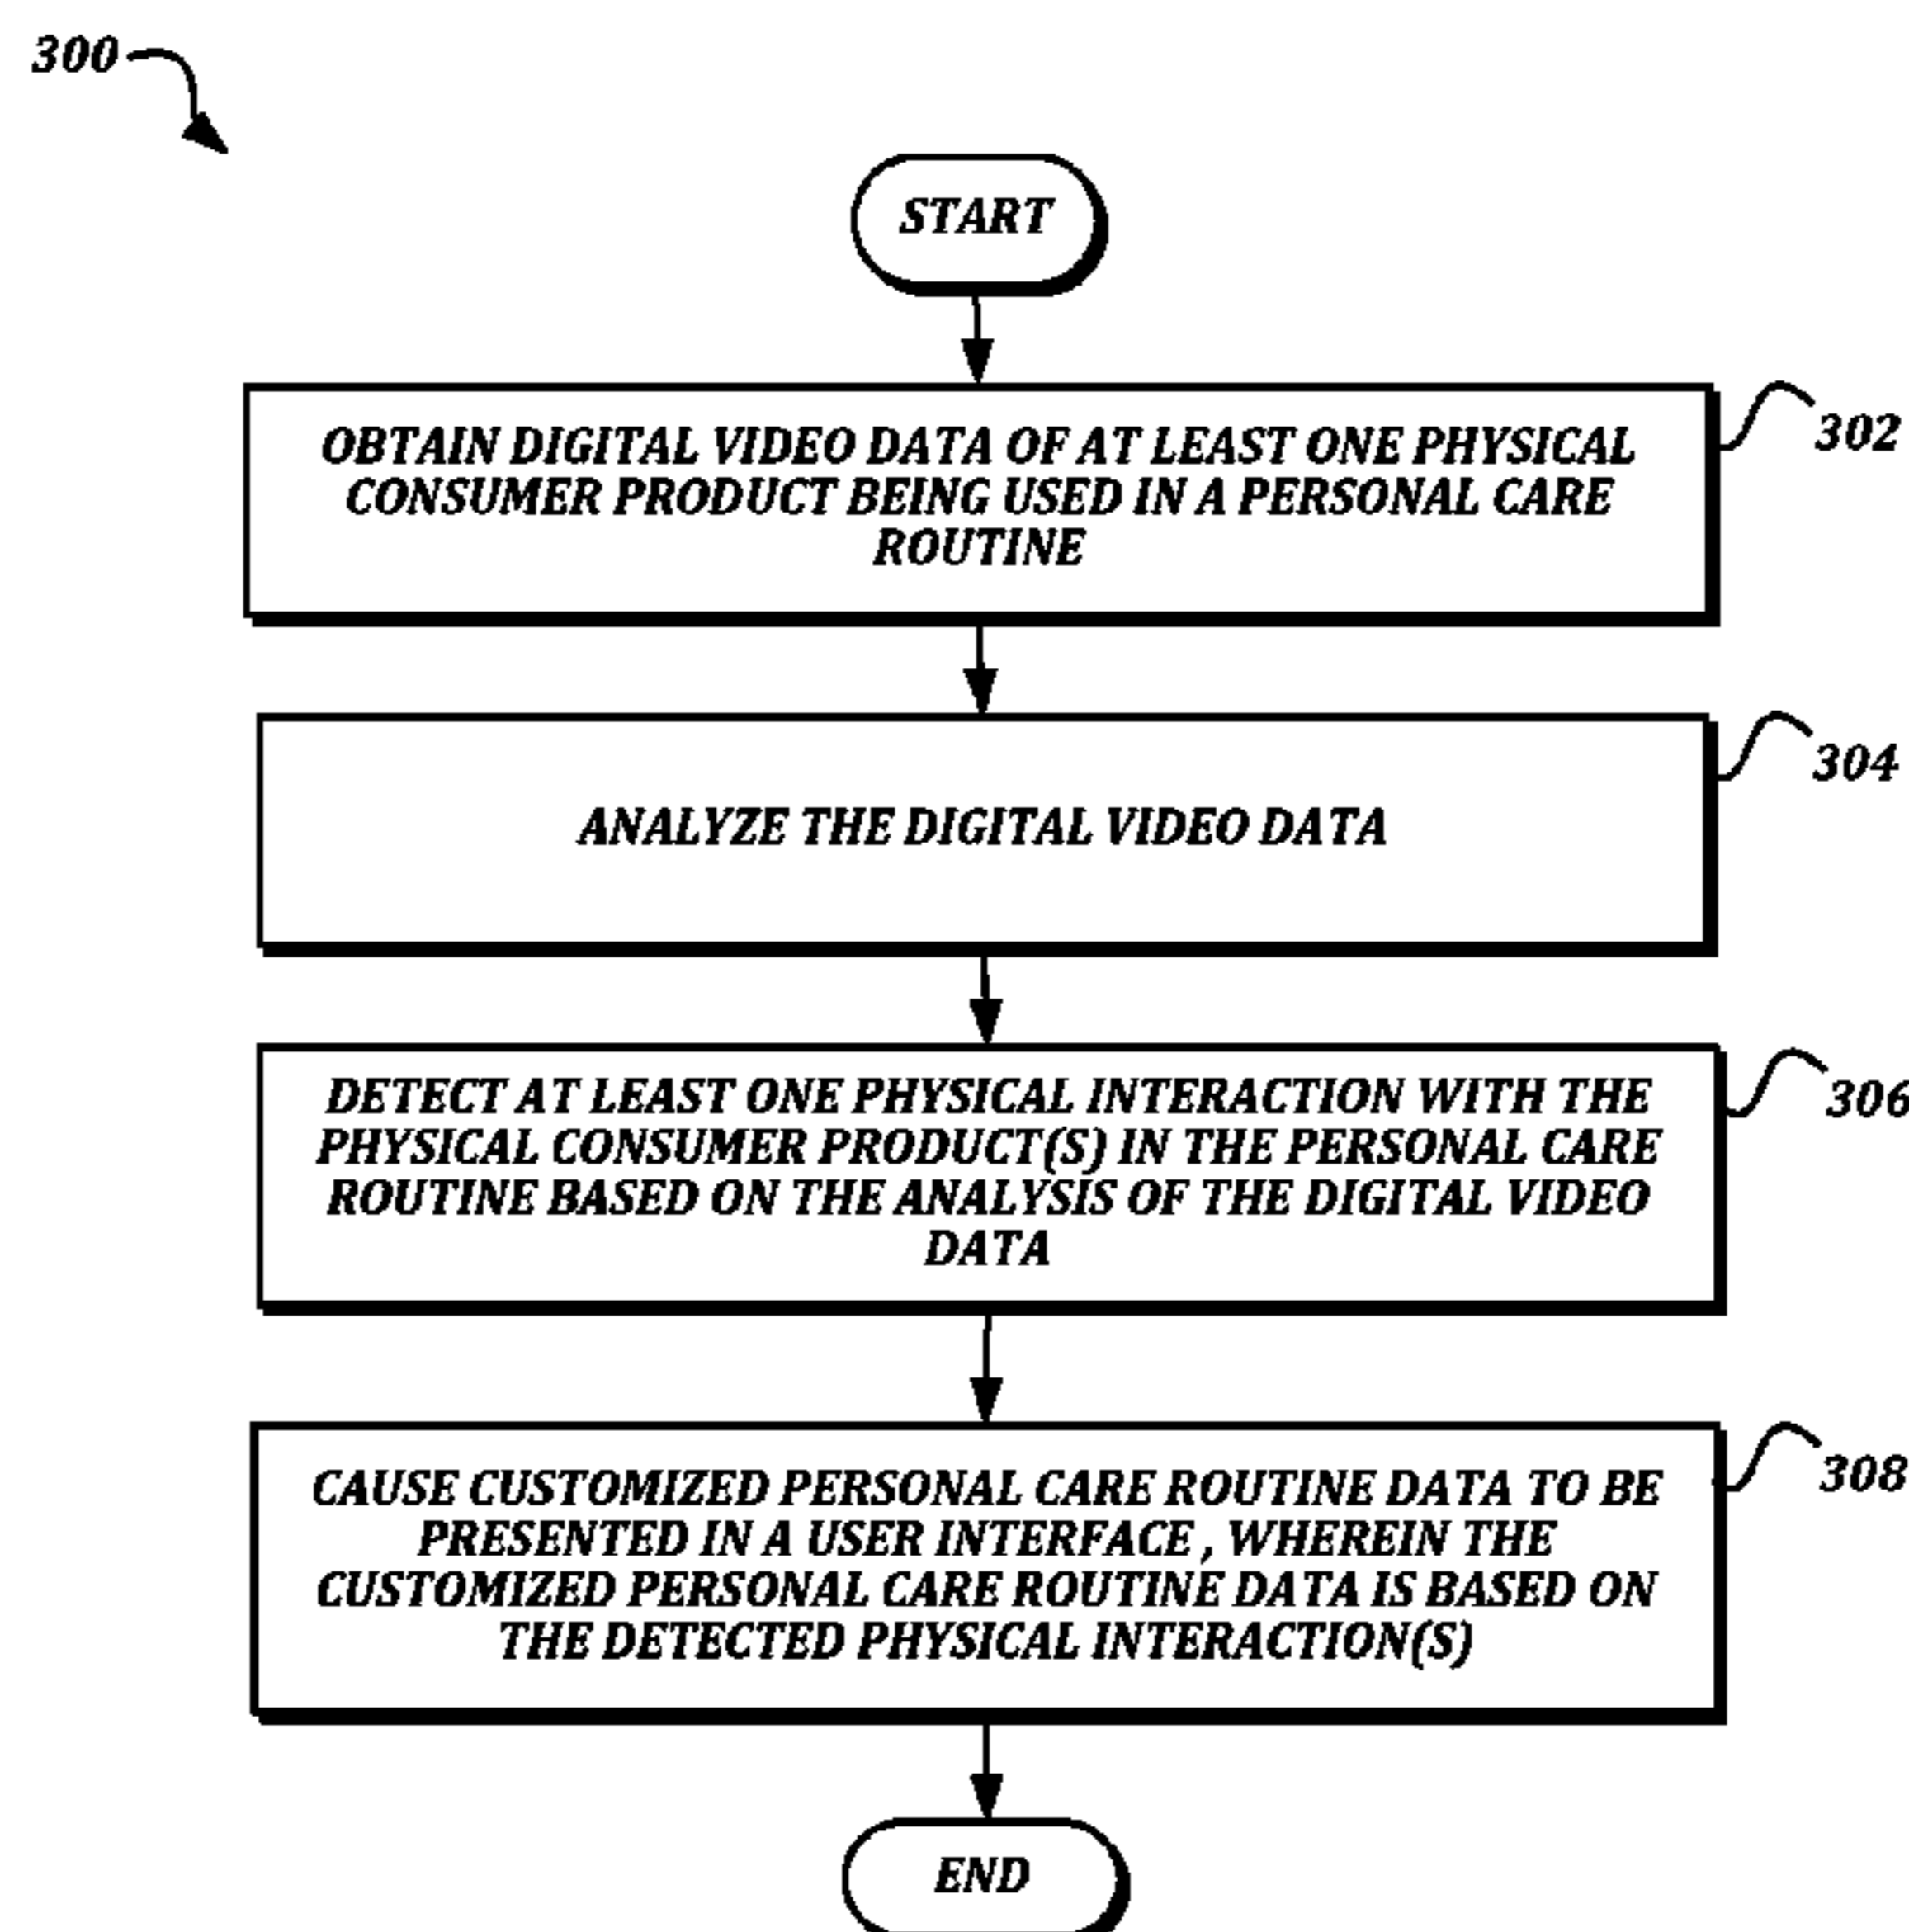 300
START
OBTAIN DIGITAL VIDEO DATA OF AT LEAST ONE PHYSICAL
CONSUMER PRODUCT BEING USED IN A PERSONAL CARE
ROUTINE
302
ANALYZE THE DIGITAL VIDEO DATA
304
DETECT AT LEAST ONE PHYSICAL INTERACTION WITH THE
PHYSICAL CONSUMER PRODUCT(S) IN THE PERSONAL CARE
ROUTINE BASED ON THE ANALYSIS OF THE DIGITAL VIDEO
DATA
306
CAUSE CUSTOMIZED PERSONAL CARE ROUTINE DATA TO BE
PRESENTED IN A USER INTERFACE , WHEREIN THE
CUSTOMIZED PERSONAL CARE ROUTINE DATA IS BASED ON
THE DETECTED PHYSICAL INTERACTION(S)
308
END